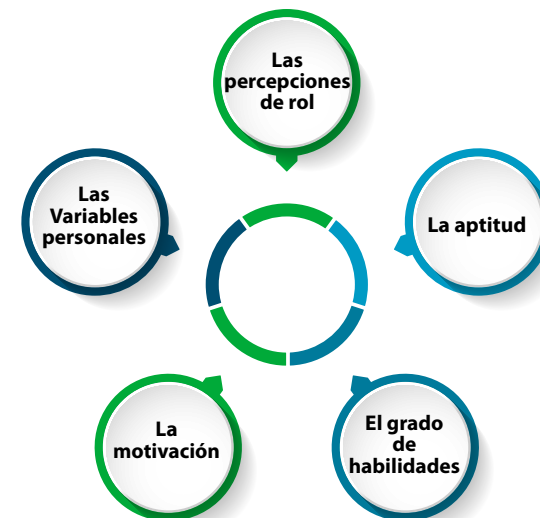 Las
percepciones
de rol
La aptitud
El grado
de
habilidades
La
motivación
Las
Variables
personales